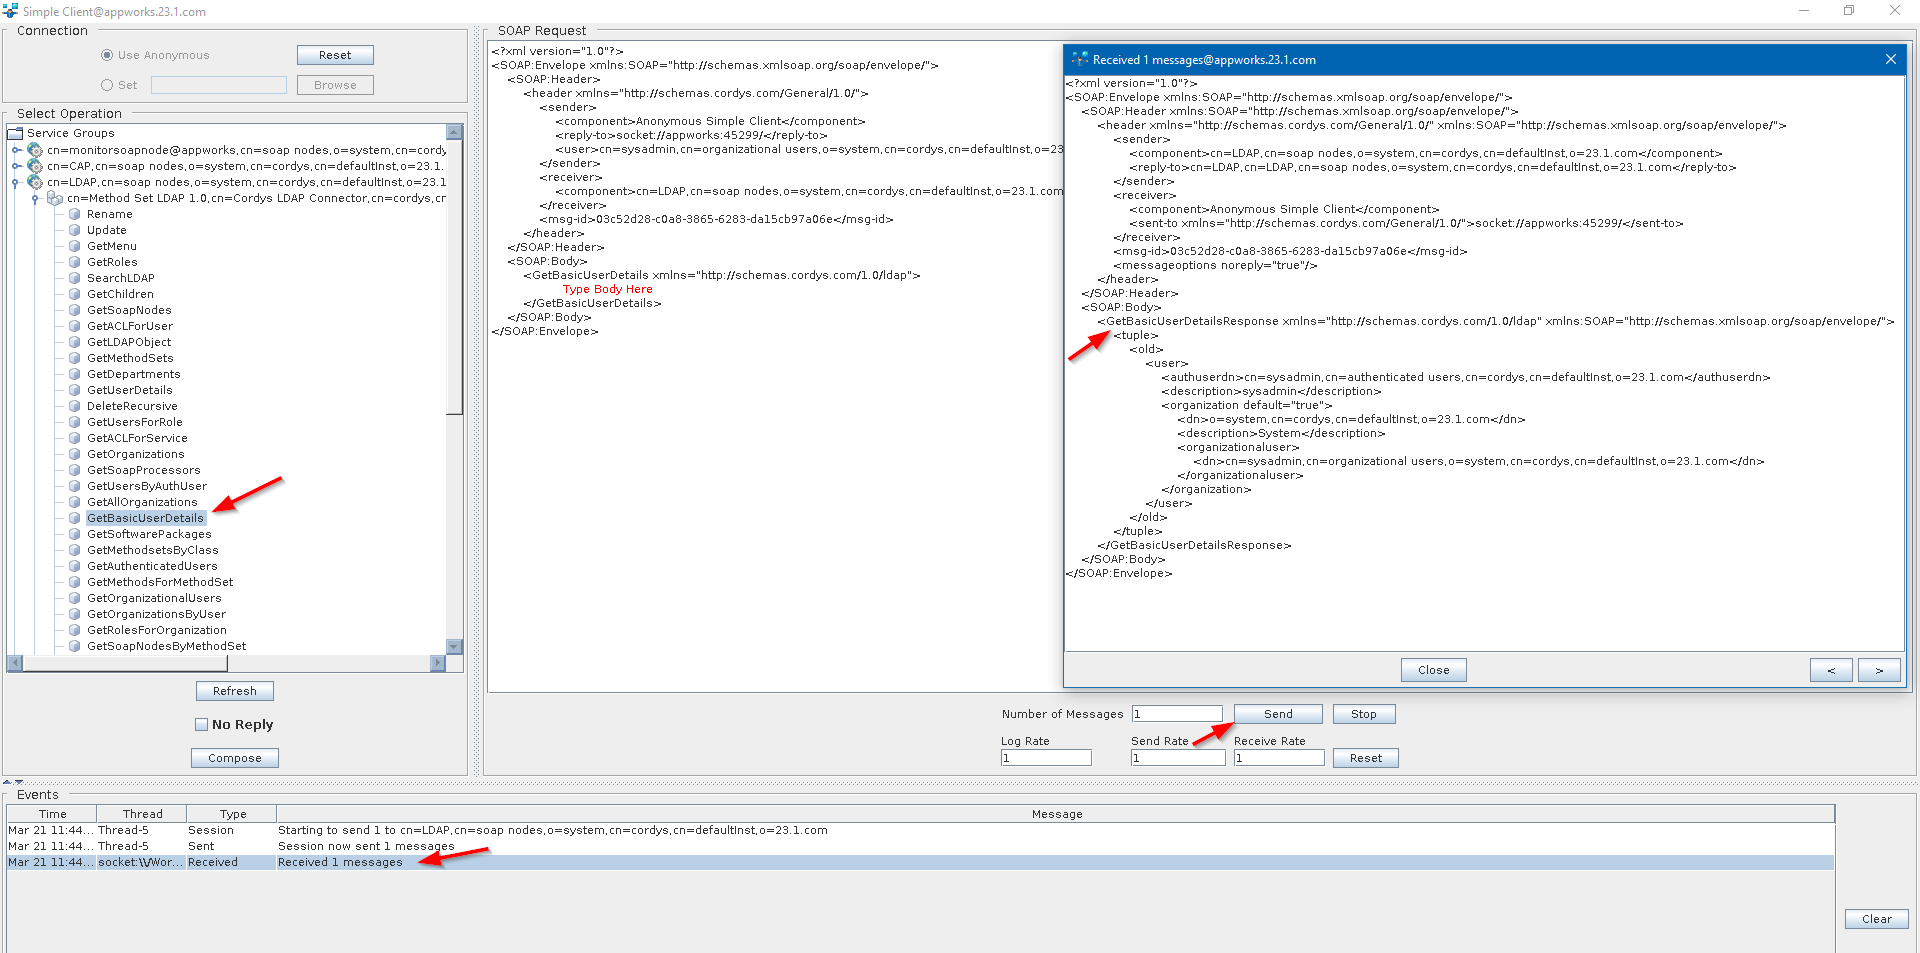 Simple Client@appworks.23.1.com
Connection
Use Anonymous
Reset
Set
Browse
Select Operation
Service Groups
cn=monitorsoapnode@appworks,cn=soap nodes,o=system,cn=cordy
cn=CAP,cn=soap nodes,o=system,cn=cordys,cn=defaultInst,o=23.1.
cn=LDAP,cn=soap nodes,o=system,cn=cordys,cn=defaultInst,o=23.1
cn=Method Set LDAP 1.0,cn=Cordys LDAP Connector,cn=cordys,cn
Rename
Update
GetMenu
GetRoles
SearchLDAP
GetChildren
GetSoapNodes
GetACLForUser
GetLDAPObject
GetMethodSets
GetDepartments
GetUserDetails
DeleteRecursive
GetUsersForRole
GetACLForService
GetOrganizations
GetSoapProcessors
GetUsersByAuthUser
GetAllOrganizations
GetBasicUserDetails
GetSoftwarePackages
GetMethodsetsByClass
GetAuthenticatedUsers
GetMethodsForMethodSet
GetOrganizationalUsers
GetOrganizationsByUser
GetRolesForOrganization
GetSoapNodesByMethodSet
Refresh
No Reply
Compose
SOAP Request
<?xml version="1.0"?>
<SOAP:Envelope xmlns:SOAP="http://schemas.xmlsoap.org/soap/envelope/">
<SOAP:Header>
<header xmlns="http://schemas.cordys.com/General/1.0/">
<sender>
<component>Anonymous Simple Client</component>
<reply-to>socket://appworks:45299/</reply-to>
<user>cn=sysadmin,cn=organizational users,o=system,cn=cordys,cn=defaultInst,o=23
</sender>
<receiver>
<component>cn=LDAP,cn=soap nodes,o=system,cn=cordys,cn=defaultInst,o=23.1.com
</receiver>
<msg-id>03c52d28-c0a8-3865-6283-da15cb97a06e</msg-id>
</header>
</SOAP:Header>
<SOAP:Body>
<GetBasicUserDetails xmlns="http://schemas.cordys.com/1.0/ldap">
Type Body Here
</GetBasicUserDetails>
</SOAP:Body>
</SOAP:Envelope>
Received 1 messages@appworks.23.1.com
<?xml version="1.0"?>
<SOAP:Envelope xmlns:SOAP="http://schemas.xmlsoap.org/soap/envelope/">
<SOAP:Header xmlns:SOAP="http://schemas.xmlsoap.org/soap/envelope/">
<header xmlns="http://schemas.cordys.com/General/1.0/" xmlns:SOAP="http://schemas.xmlsoap.org/soap/envelope/">
<sender>
<component>cn=LDAP,cn=soap nodes,o=system,cn=cordys,cn=defaultInst,o=23.1.com</component>
<reply-to>cn=LDAP,cn=LDAP,cn=soap nodes,o=system,cn=cordys,cn=defaultInst,o=23.1.com</reply-to>
</sender>
<receiver>
<component>Anonymous Simple Client</component>
<sent-to xmlns="http://schemas.cordys.com/General/1.0/">socket://appworks:45299/</sent-to>
</receiver>
<msg-id>03c52d28-c0a8-3865-6283-da15cb97a06e</msg-id>
<messageoptions noreply="true"/>
</header>
</SOAP:Header>
<SOAP:Body>
<GetBasicUserDetailsResponse xmlns="http://schemas.cordys.com/1.0/ldap" xmlns:SOAP="http://schemas.xmlsoap.org/soap/envelope/">
<tuple>
<old>
<user>
<authuserdn>cn=sysadmin,cn=authenticated users,cn=cordys,cn=defaultInst,o=23.1.com</authuserdn>
<description>sysadmin</description>
<organization default="true">
<dn>o=system,cn=cordys,cn=defaultInst,o=23.1.com</dn>
<description>System</description>
<organizationaluser>
<dn>cn=sysadmin,cn=organizational users,o=system,cn=cordys,cn=defaultInst,o=23.1.com</dn>
</organizationaluser>
</organization>
</user>
</old>
</tuple>
</GetBasicUserDetailsResponse>
</SOAP:Body>
</SOAP:Envelope>
Close
<
>
Number of Messages
1
Send
Stop
Log Rate
Send Rate
Receive Rate
1
1
1
Reset
Events
Time Thread Type Message
Mar 21 11:44... Thread-5 Session Starting to send 1 to cn=LDAP,cn=soap nodes,o=system,cn=cordys,cn=defaultInst,o=23.1.com
Mar 21 11:44... Thread-5 Sent Session now sent 1 messages
Mar 21 11:44... socket:\\/Wor... Received Received 1 messages
Clear